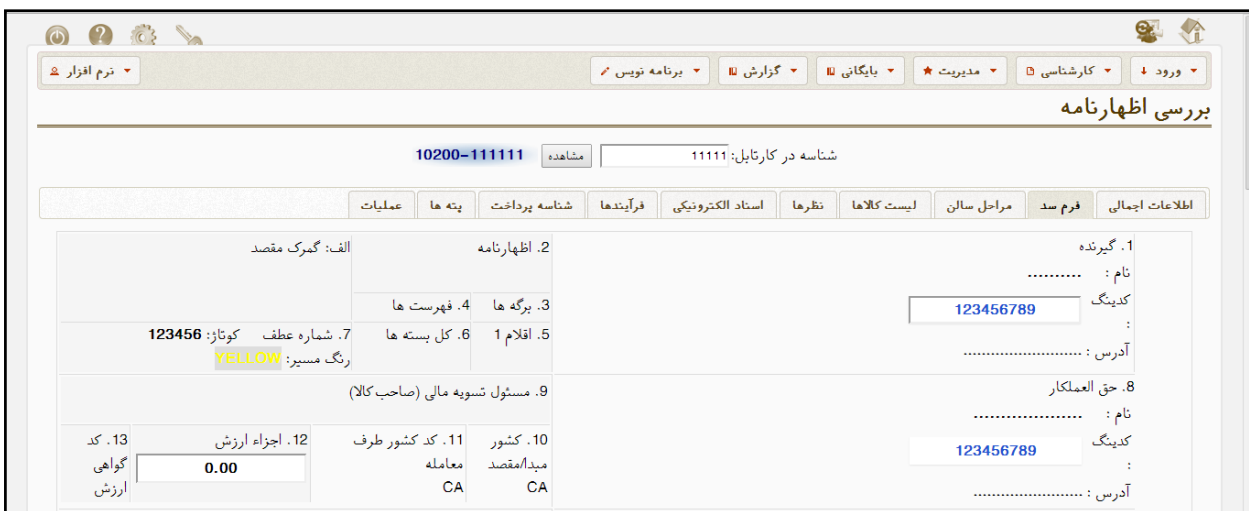 ورود
کارشناسی
مدیریت
بایگانی
گزارش
برنامه نویس
نرم افزار
بررسی اظهارنامه
شناسه در کارتابل: 11111 مشاهده 10200-111111
اطلاعات اجمالی
فرم سد
مراحل سالن
لیست کالاها
نظرها
اسناد الکترونیکی
فرآیندها
شناسه پرداخت
پته ها
عملیات
1. گیرنده
نام : ..........
کدینگ : 123456789
آدرس : ...........................
2. اظهارنامه
الف: گمرک مقصد
3. برگه ها
4. فهرست ها
5. اقلام 1
6. کل بسته ها
7. شماره عطف کوتاژ: 123456
رنگ مسیر: YELLOW
8. حق العملکار
نام : ....................
کدینگ : 123456789
آدرس : .........................
9. مسئول تسویه مالی (صاحب کالا)
10. کشور
مبدا/مقصد
CA
11. کد کشور طرف
معامله
CA
12. اجزاء ارزش
0.00
13. کد
گواهی
ارزش